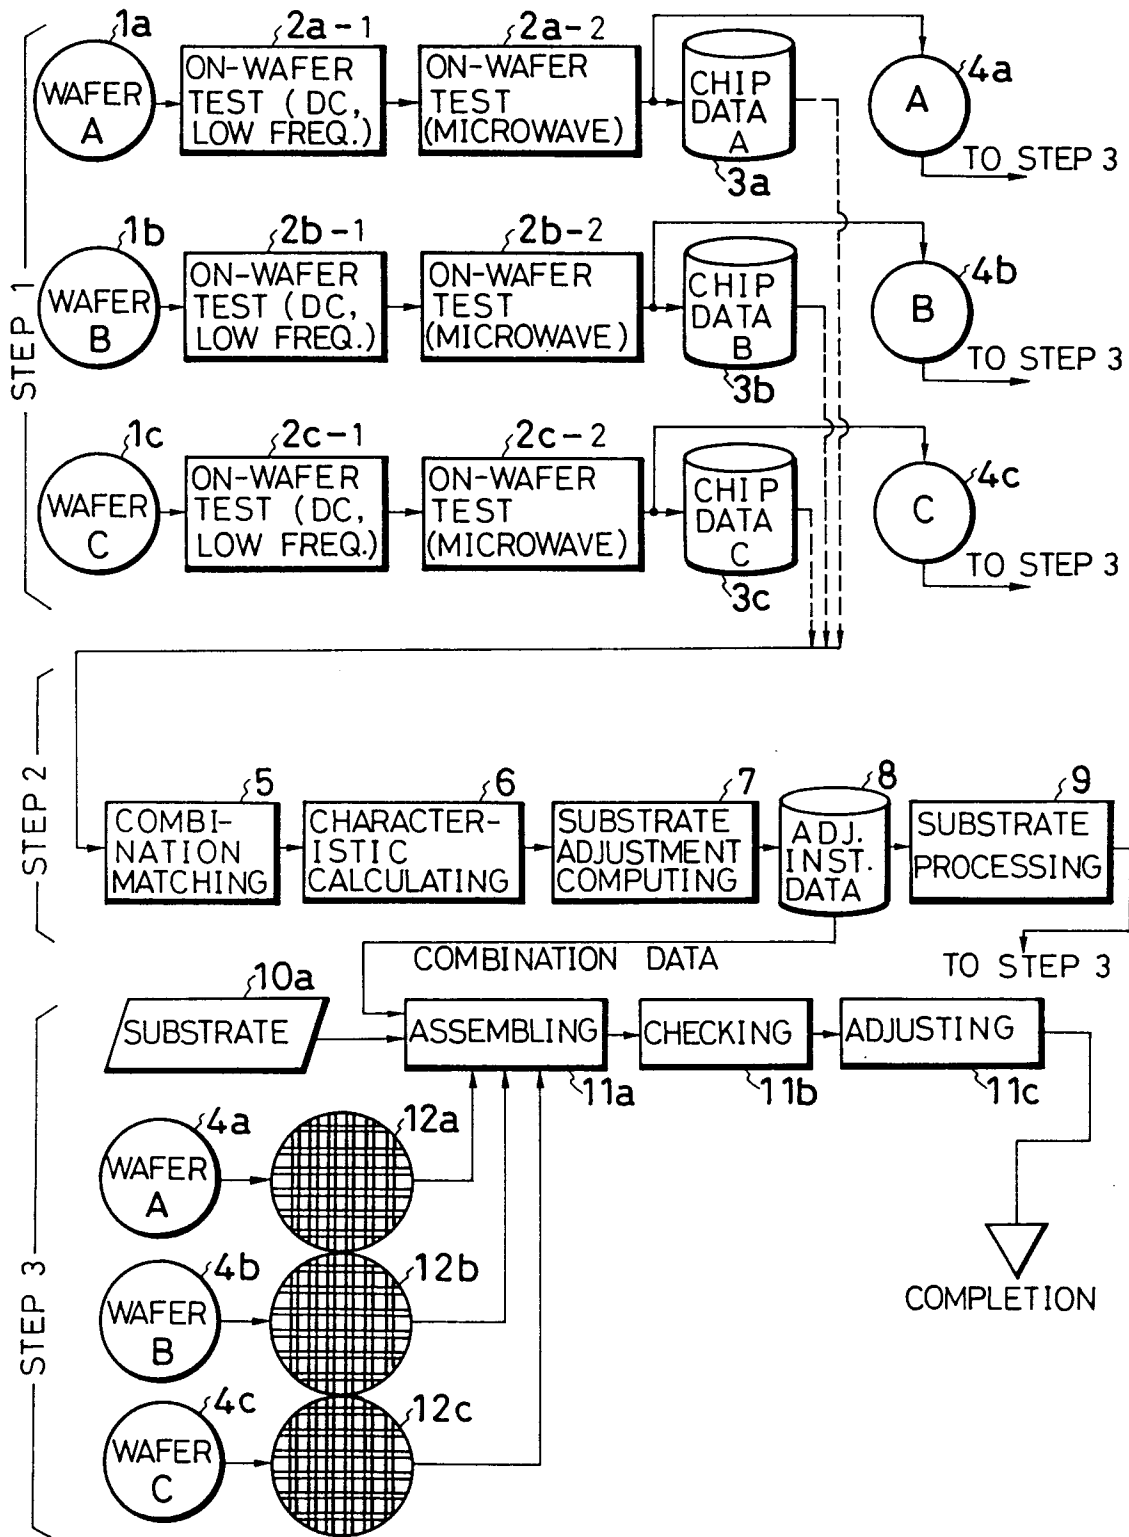 STEP 1
1a
WAFER
A
2a-1
ON-WAFER
TEST (DC,
LOW FREQ.)
2a-2
ON-WAFER
TEST
(MICROWAVE)
CHIP
DATA
A
3a
4a
A
TO STEP 3
1b
WAFER
B
2b-1
ON-WAFER
TEST (DC,
LOW FREQ.)
2b-2
ON-WAFER
TEST
(MICROWAVE)
CHIP
DATA
B
3b
4b
B
TO STEP 3
1c
WAFER
C
2c-1
ON-WAFER
TEST (DC,
LOW FREQ.)
2c-2
ON-WAFER
TEST
(MICROWAVE)
CHIP
DATA
C
3c
4c
C
TO STEP 3
STEP 2
5
COMBI-
NATION
MATCHING
6
CHARACTER-
ISTIC
CALCULATING
7
SUBSTRATE
ADJUSTMENT
COMPUTING
8
ADJ.
INST.
DATA
9
SUBSTRATE
PROCESSING
TO STEP 3
COMBINATION DATA
STEP 3
10a
SUBSTRATE
ASSEMBLING
11a
CHECKING
11b
ADJUSTING
11c
4a
WAFER
A
12a
4b
WAFER
B
12b
4c
WAFER
C
12c
COMPLETION